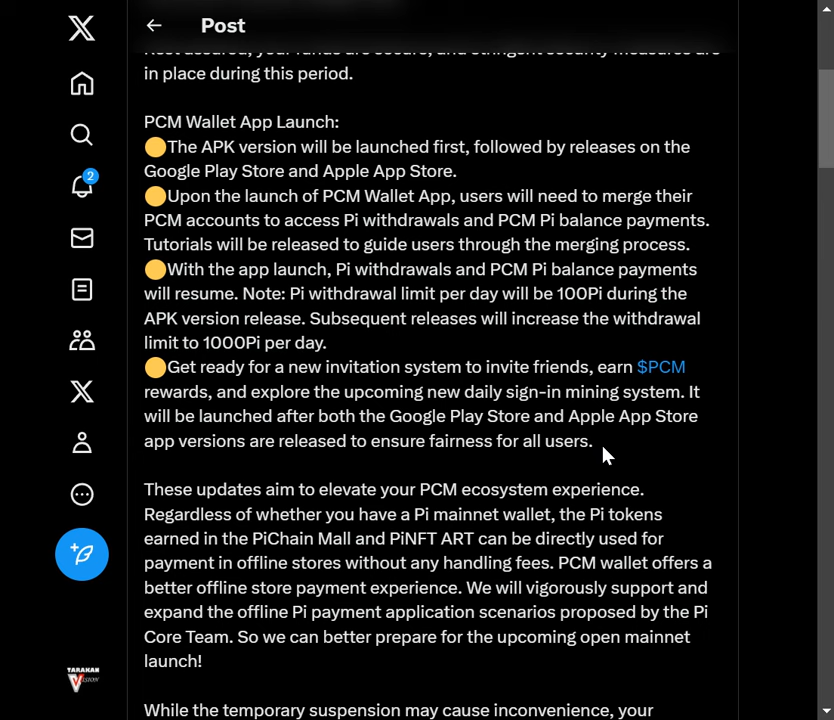 Post
Rest assured, your funds are secure, and stringent security measures are
in place during this period.
PCM Wallet App Launch:
The APK version will be launched first, followed by releases on the
Google Play Store and Apple App Store.
Upon the launch of PCM Wallet App, users will need to merge their
PCM accounts to access Pi withdrawals and PCM Pi balance payments.
Tutorials will be released to guide users through the merging process.
With the app launch, Pi withdrawals and PCM Pi balance payments
will resume. Note: Pi withdrawal limit per day will be 100Pi during the
APK version release. Subsequent releases will increase the withdrawal
limit to 1000Pi per day.
Get ready for a new invitation system to invite friends, earn $PCM
rewards, and explore the upcoming new daily sign-in mining system. It
will be launched after both the Google Play Store and Apple App Store
app versions are released to ensure fairness for all users.
These updates aim to elevate your PCM ecosystem experience.
Regardless of whether you have a Pi mainnet wallet, the Pi tokens
earned in the PiChain Mall and PiNFT ART can be directly used for
payment in offline stores without any handling fees. PCM wallet offers a
better offline store payment experience. We will vigorously support and
expand the offline Pi payment application scenarios proposed by the Pi
Core Team. So we can better prepare for the upcoming open mainnet
launch!
While the temporary suspension may cause inconvenience, your
2
TARAKAN
VISION